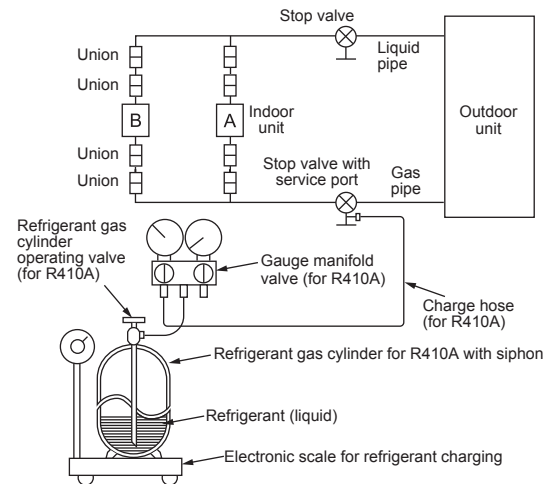 Stop valve
Union
Liquid
pipe
Union
B
A
Indoor
unit
Outdoor
unit
Union
Union
Stop valve with
service port
Gas
pipe
Refrigerant gas
cylinder
operating valve
(for R410A)
Gauge manifold
valve (for R410A)
Charge hose
(for R410A)
Refrigerant gas cylinder for R410A with siphon
Refrigerant (liquid)
Electronic scale for refrigerant charging